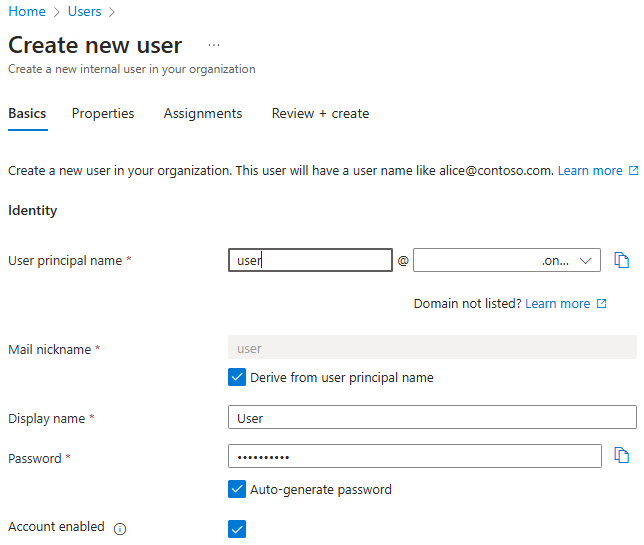 Home > Users >
Create new user ...
Create a new internal user in your organization
Basics Properties Assignments Review + create
Create a new user in your organization. This user will have a user name like alice@contoso.com. Learn more
Identity
User principal name * user @ .on...
Domain not listed? Learn more
Mail nickname * user
Derive from user principal name
Display name * User
Password * ••••••••••
Auto-generate password
Account enabled